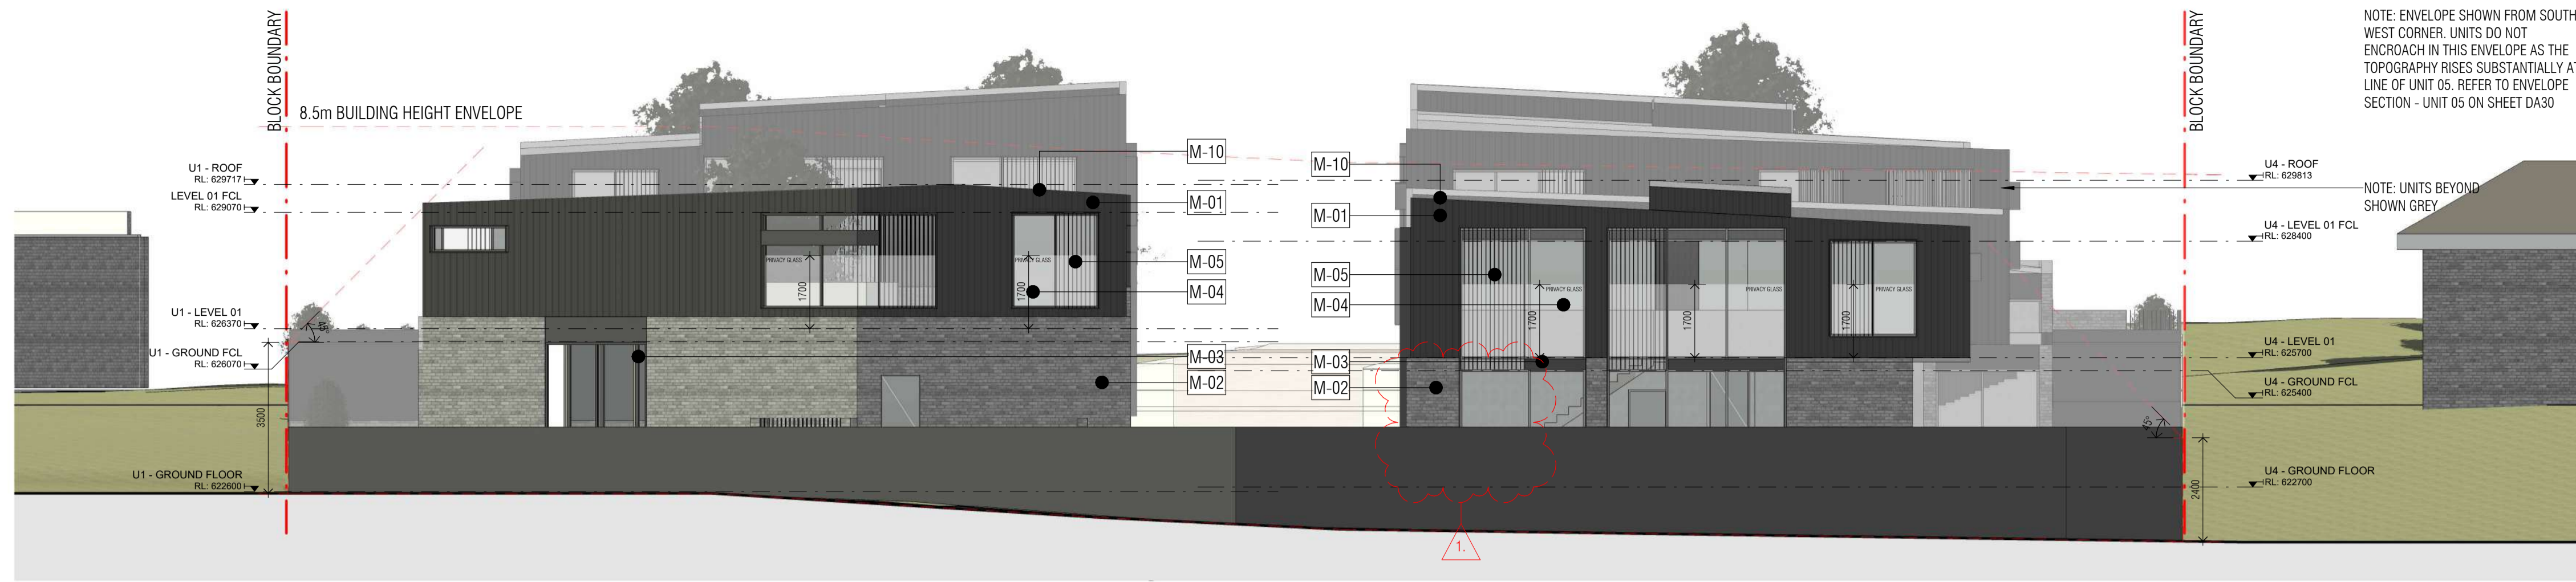 BLOCK BOUNDARY
8.5m BUILDING HEIGHT ENVELOPE
U1 - ROOF
RL: 629717
LEVEL 01 FCL
RL: 629070
U1 - LEVEL 01
RL: 626370
U1 - GROUND FCL
RL: 626070
U1 - GROUND FLOOR
RL: 622600
3500
45°
PRIVACY GLASS
1700
PRIVACY GLASS
1700
M-10
M-01
M-05
M-04
M-03
M-02
M-10
M-01
M-05
M-04
M-03
M-02
PRIVACY GLASS
1700
PRIVACY GLASS
1700
PRIVACY GLASS
1700
1.
BLOCK BOUNDARY
45°
2400
U4 - ROOF
RL: 629813
U4 - LEVEL 01 FCL
RL: 628400
U4 - LEVEL 01
RL: 625700
U4 - GROUND FCL
RL: 625400
U4 - GROUND FLOOR
RL: 622700
NOTE: ENVELOPE SHOWN FROM SOUTH
WEST CORNER. UNITS DO NOT
ENCROACH IN THIS ENVELOPE AS THE
TOPOGRAPHY RISES SUBSTANTIALLY AT
LINE OF UNIT 05. REFER TO ENVELOPE
SECTION - UNIT 05 ON SHEET DA30
NOTE: UNITS BEYOND
SHOWN GREY